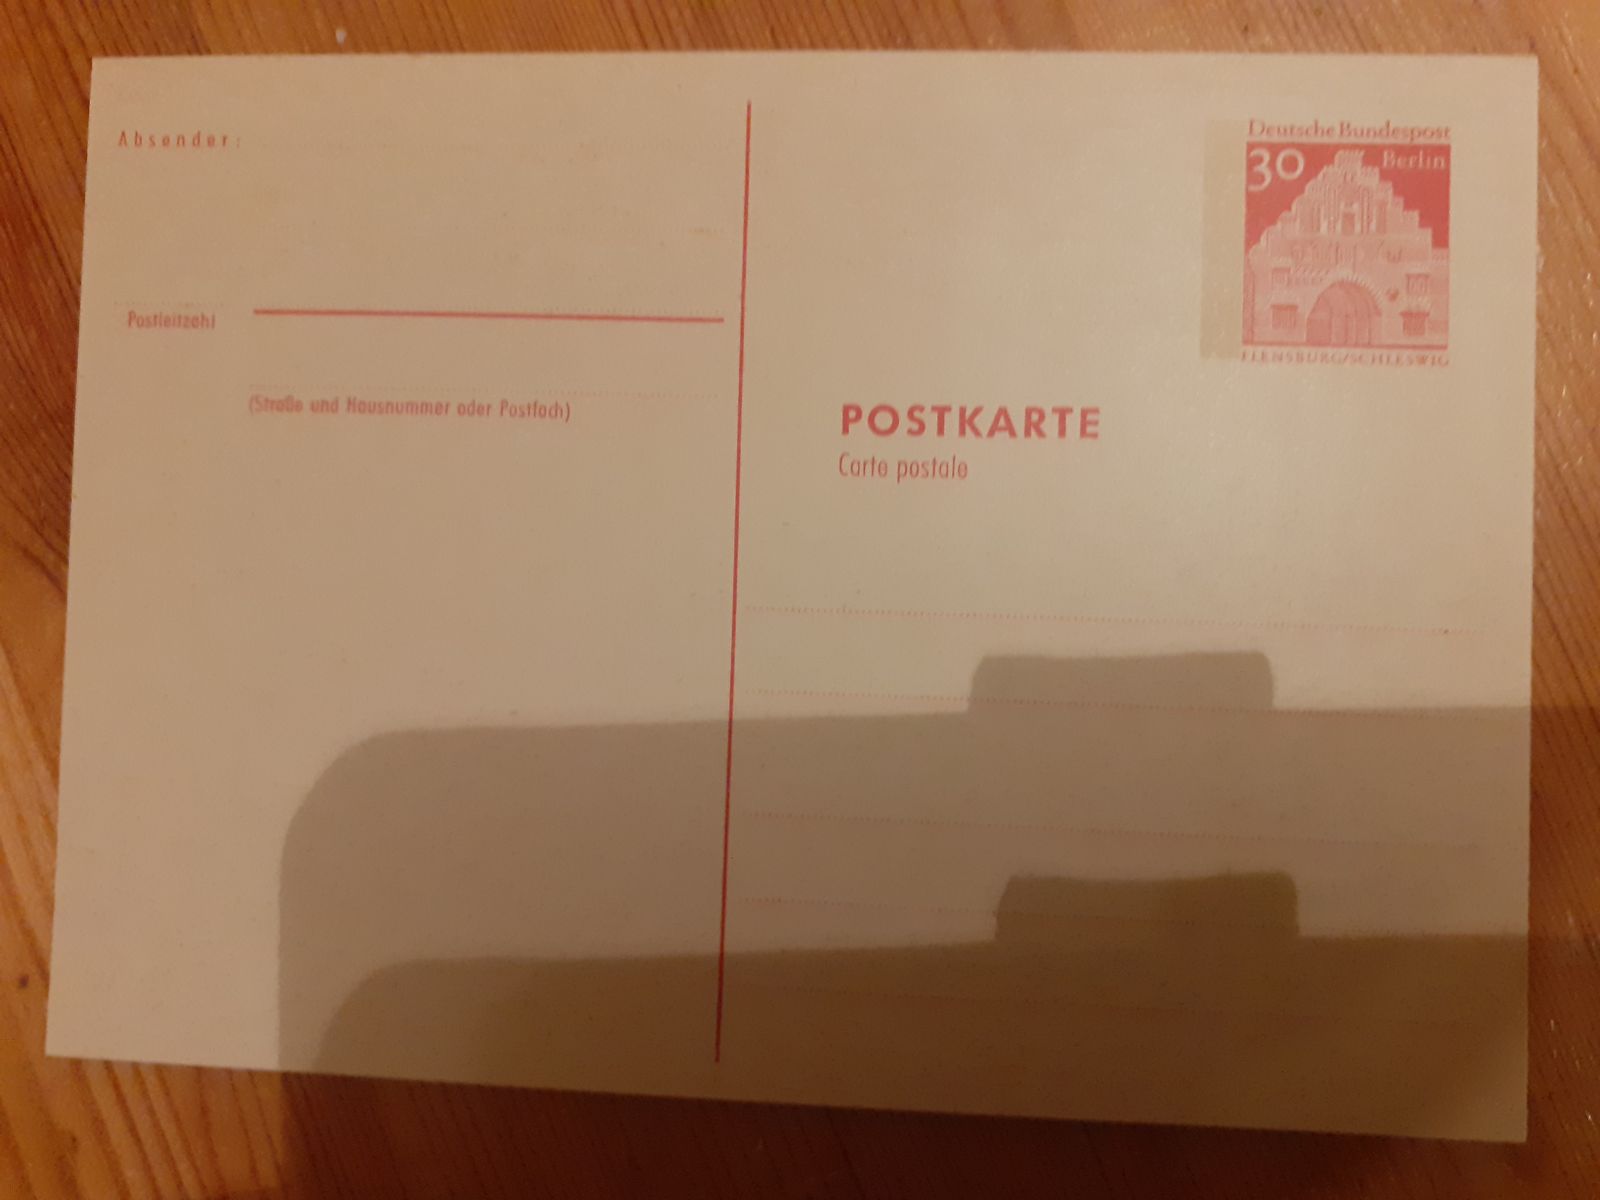 Absender:
Deutsche Bundespost
30 Berlin
FLENSBURG/SCHLESWIG
Postleitzahl
(Straße und Hausnummer oder Postfach)
POSTKARTE
Carte postale